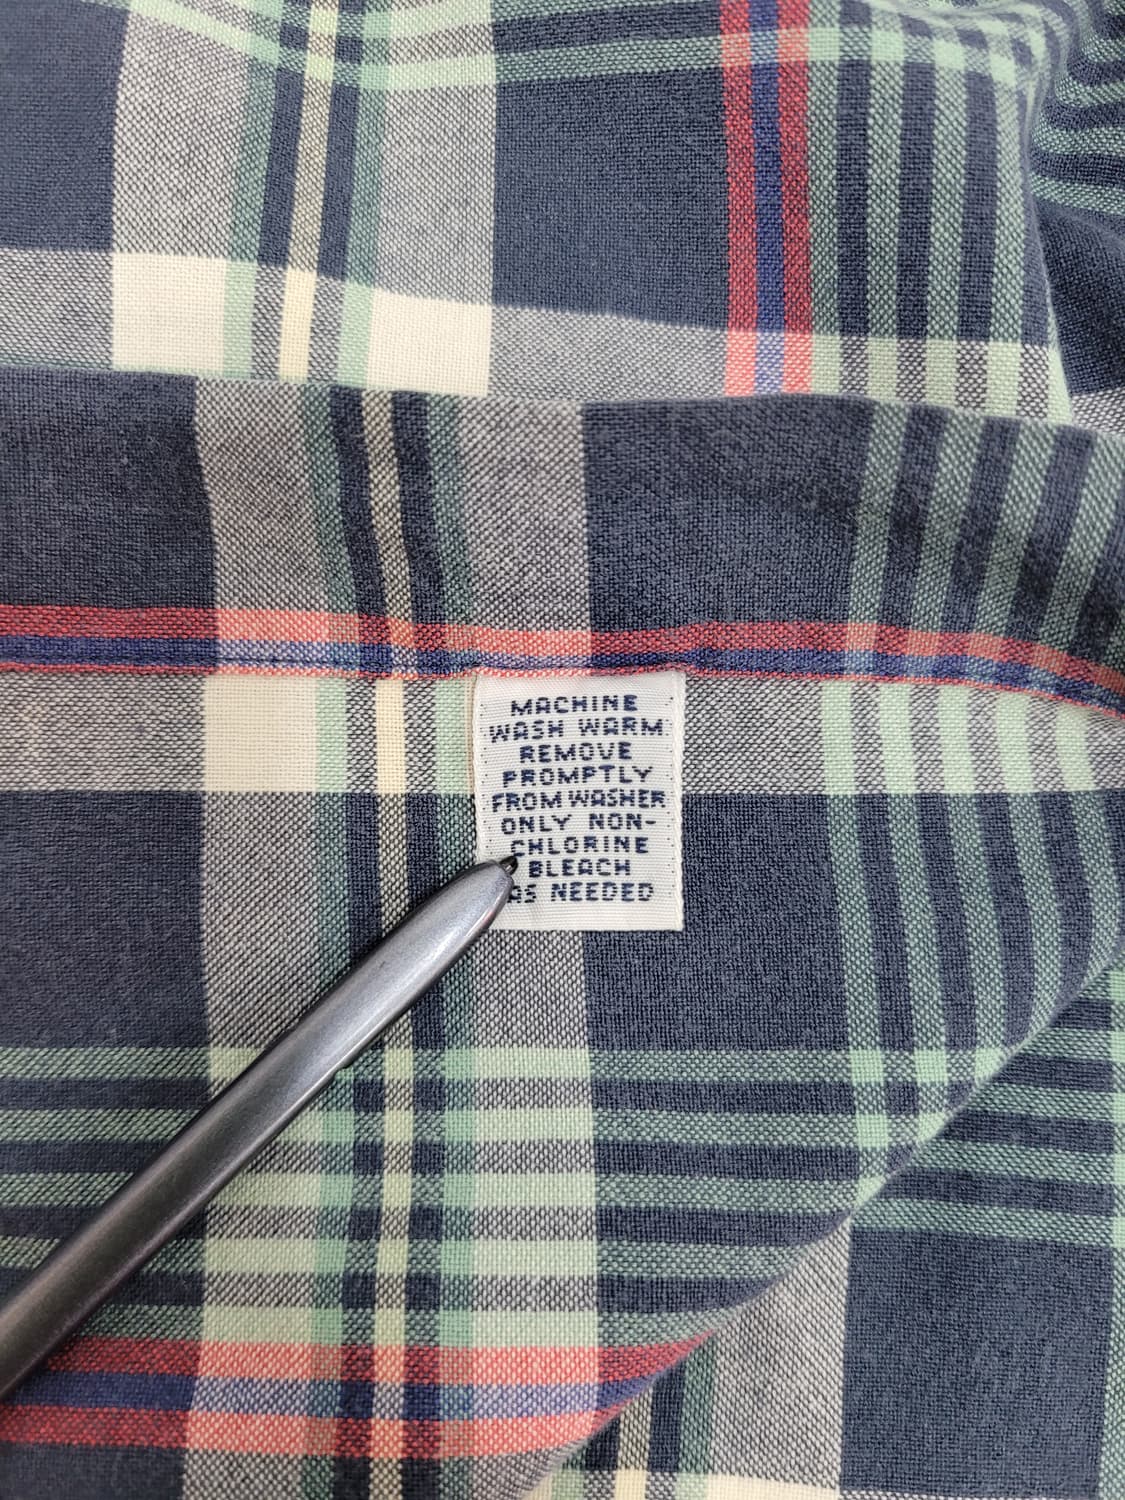 MACHINE
WASH WARM
REMOVE
PROMPTLY
FROM WASHER
ONLY NON-
CHLORINE
BLEACH
AS NEEDED